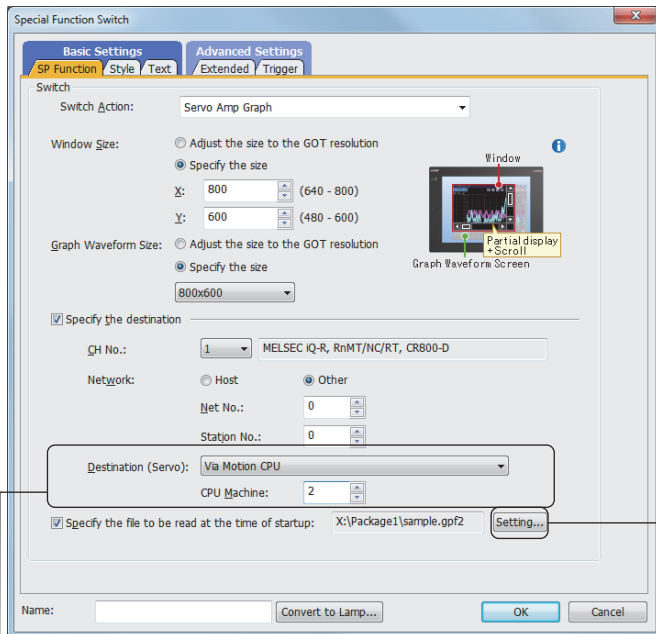 Special Function Switch
Basic Settings
Advanced Settings
SP Function Style Text
Extended Trigger
Switch
Switch Action: Servo Amp Graph
Window Size: Adjust the size to the GOT resolution
Specify the size
X: 800 (640 - 800)
Y: 600 (480 - 600)
Graph Waveform Size: Adjust the size to the GOT resolution
Specify the size
800x600
Window
Partial display
+Scroll
Graph Waveform Screen
Specify the destination
CH No.: 1 MELSEC iQ-R, RnMT/NC/RT, CR800-D
Network: Host Other
Net No.: 0
Station No.: 0
Destination (Servo): Via Motion CPU
CPU Machine: 2
Specify the file to be read at the time of startup: X:\Package1\sample.gpf2 Setting...
Name: Convert to Lamp... OK Cancel